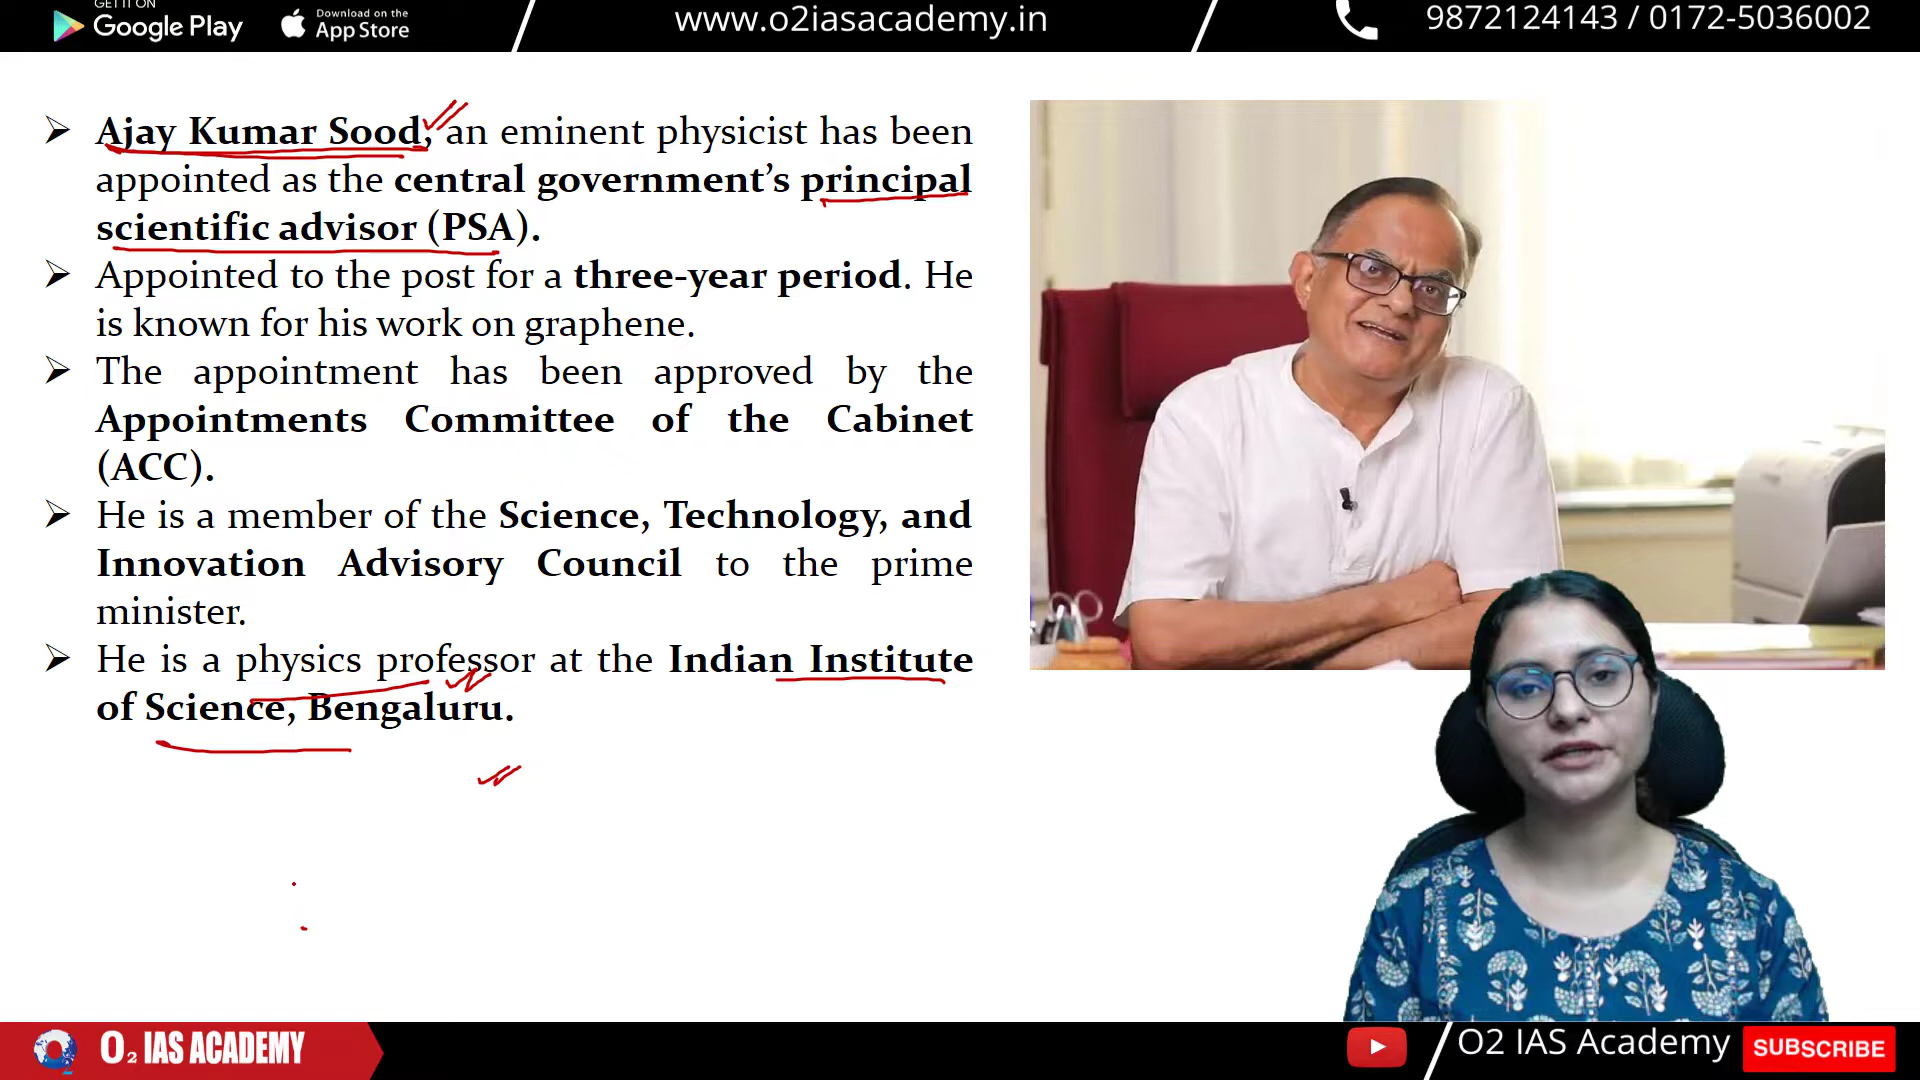 GET IT ON
Google Play
Download on the
App Store
www.o2iasacademy.in
9872124143 / 0172-5036002
➢ Ajay Kumar Sood, an eminent physicist has been
appointed as the central government’s principal
scientific advisor (PSA).
➢ Appointed to the post for a three-year period. He
is known for his work on graphene.
➢ The appointment has been approved by the
Appointments Committee of the Cabinet
(ACC).
➢ He is a member of the Science, Technology, and
Innovation Advisory Council to the prime
minister.
➢ He is a physics professor at the Indian Institute
of Science, Bengaluru.
O2 IAS ACADEMY
O2 IAS Academy
SUBSCRIBE